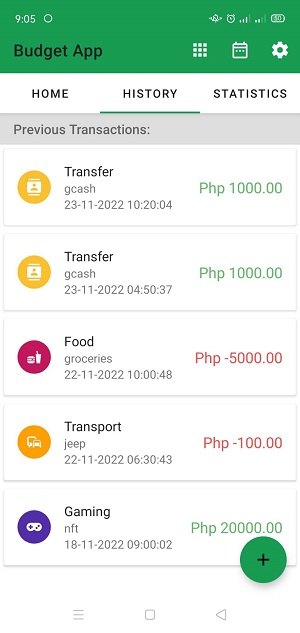 9:05
Budget App
HOME HISTORY STATISTICS
Previous Transactions:
Transfer
gcash
23-11-2022 10:20:04
Php 1000.00
Transfer
gcash
23-11-2022 04:50:37
Php 1000.00
Food
groceries
22-11-2022 10:00:48
Php -5000.00
Transport
jeep
22-11-2022 06:30:43
Php -100.00
Gaming
nft
18-11-2022 09:00:02
Php 20000.00
+